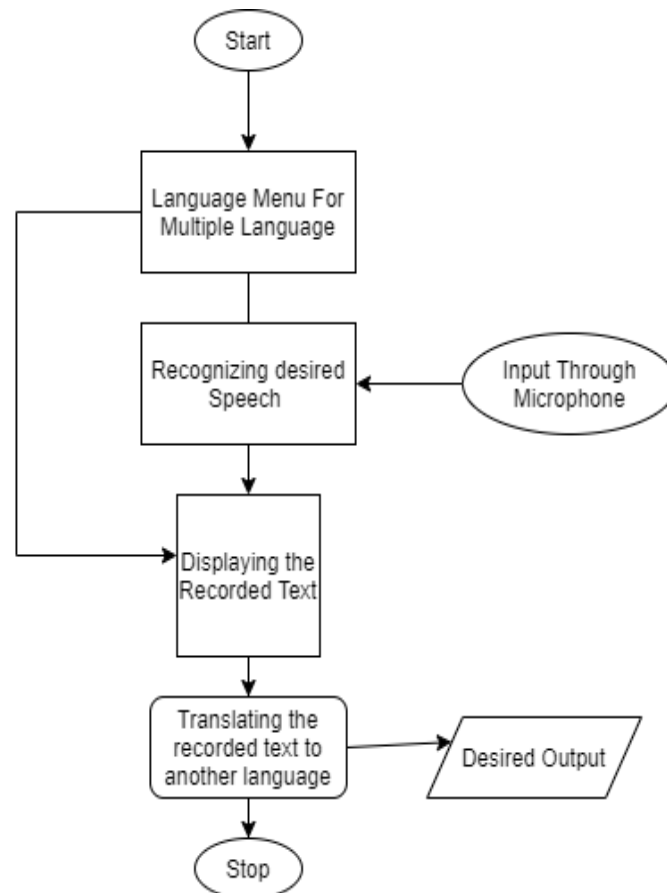 Start
Language Menu For
Multiple Language
Recognizing desired
Speech
Input Through
Microphone
Displaying the
Recorded Text
Translating the
recorded text to
another language
Desired Output
Stop